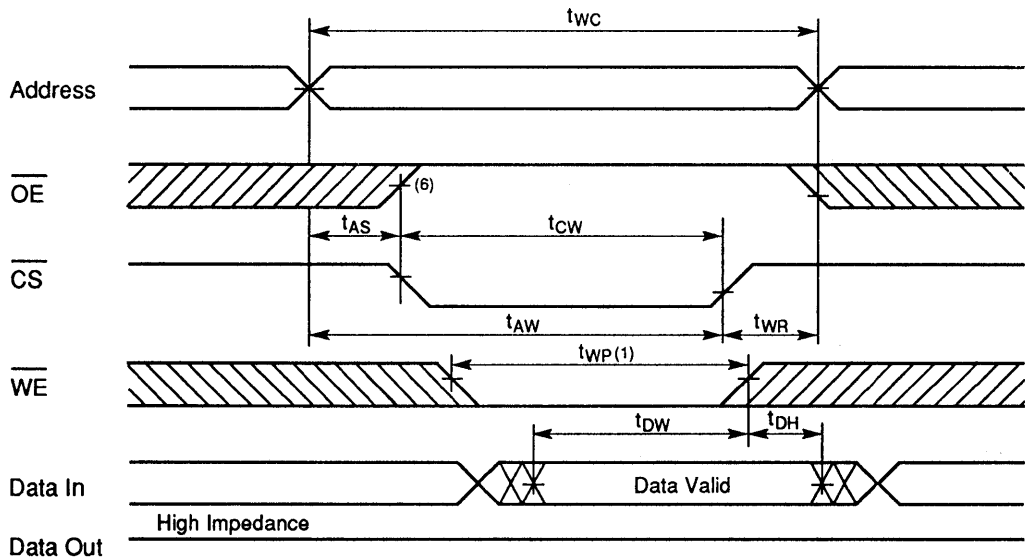 tWC
Address
OE
(6)
tAS
tCW
CS
tAW
tWR
tWP(1)
WE
tDW
tDH
Data In
Data Valid
High Impedance
Data Out